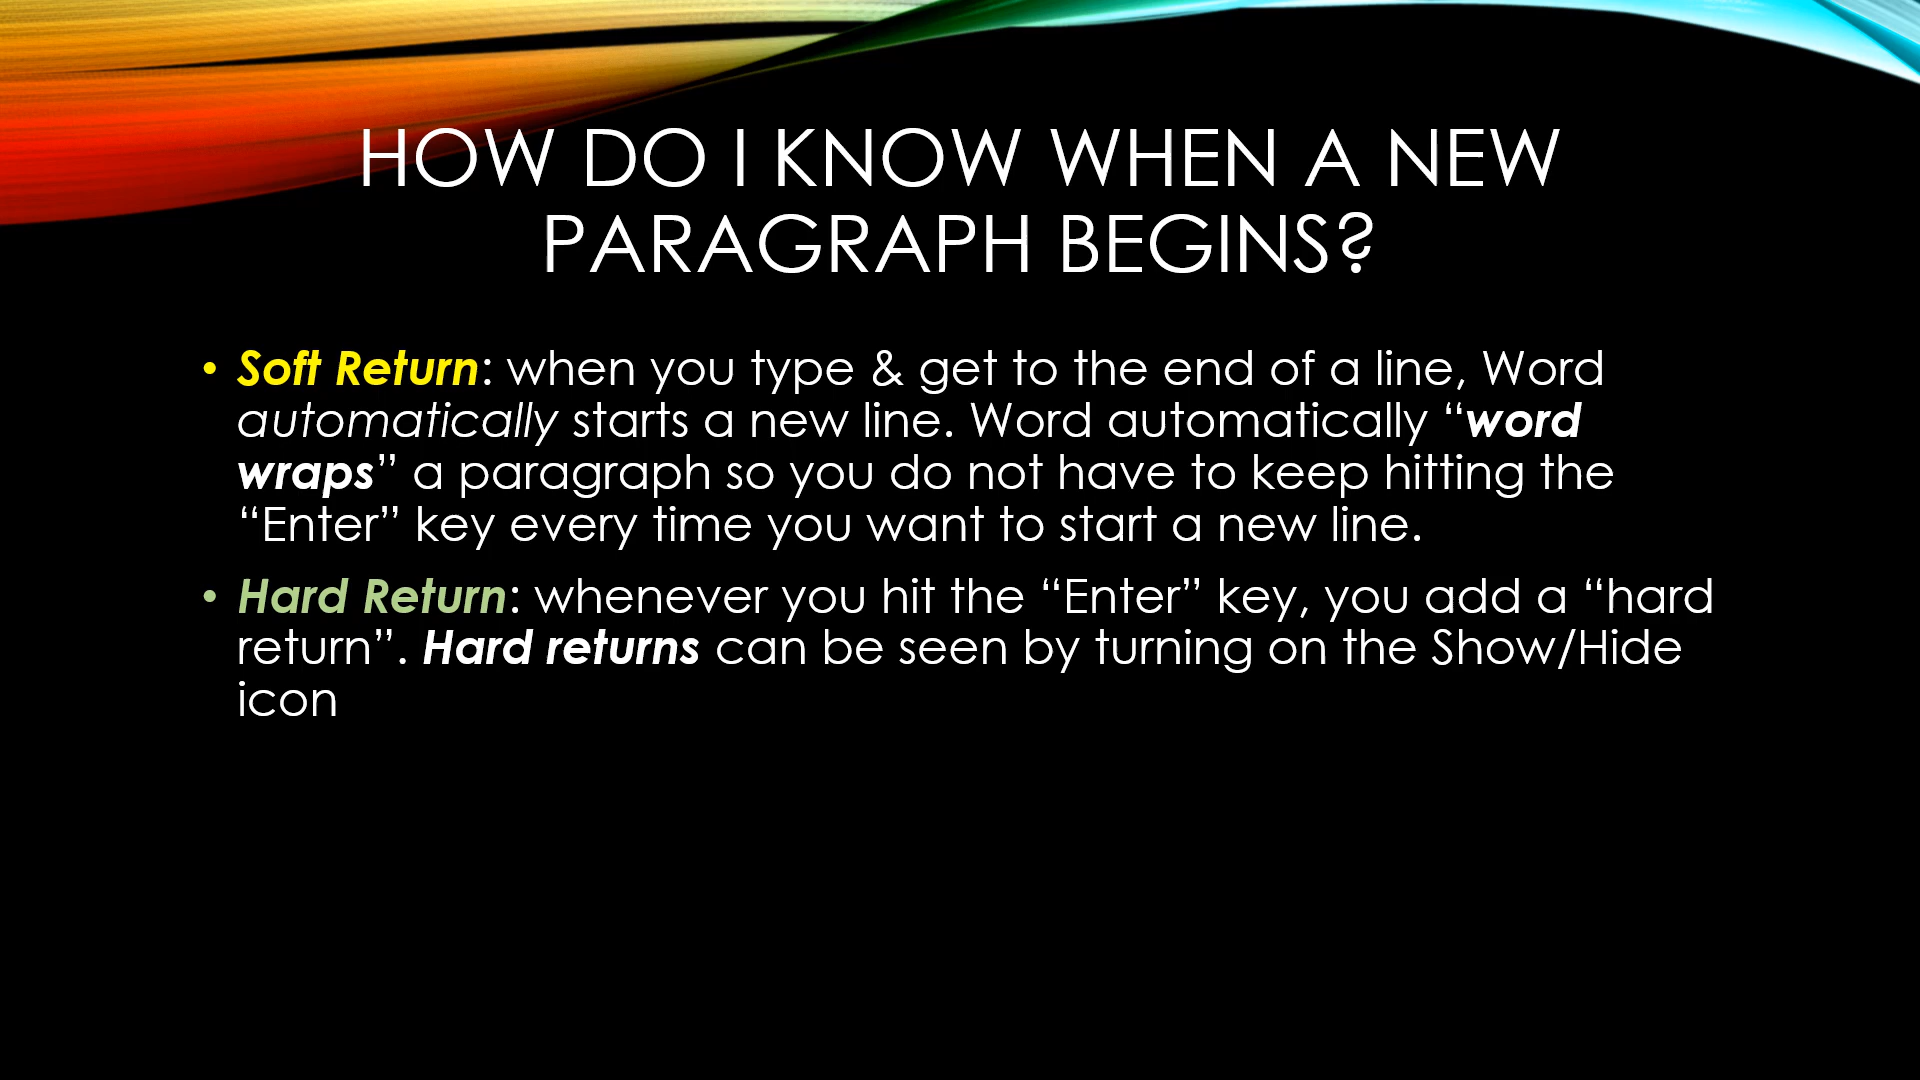 HOW DO I KNOW WHEN A NEW
PARAGRAPH BEGINS?
• Soft Return: when you type & get to the end of a line, Word
automatically starts a new line. Word automatically “word
wraps” a paragraph so you do not have to keep hitting the
“Enter” key every time you want to start a new line.
• Hard Return: whenever you hit the “Enter” key, you add a “hard
return”. Hard returns can be seen by turning on the Show/Hide
icon